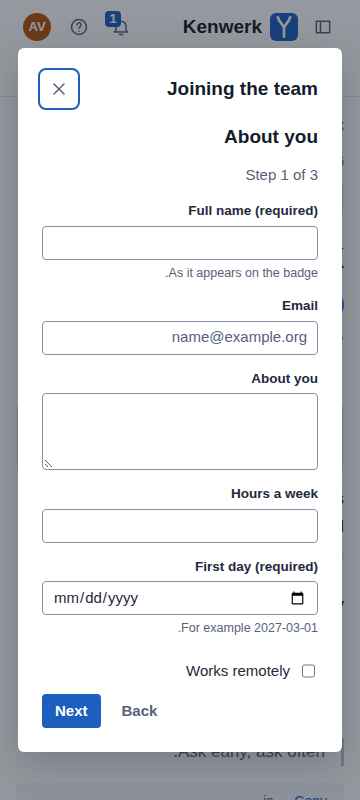 AV
1
Kenwerk
Joining the team
About you
Step 1 of 3
Full name (required)
.As it appears on the badge
Email
name@example.org
About you
Hours a week
First day (required)
mm/dd/yyyy
.For example 2027-03-01
Works remotely
Next
Back
.Ask early, ask often
Copy